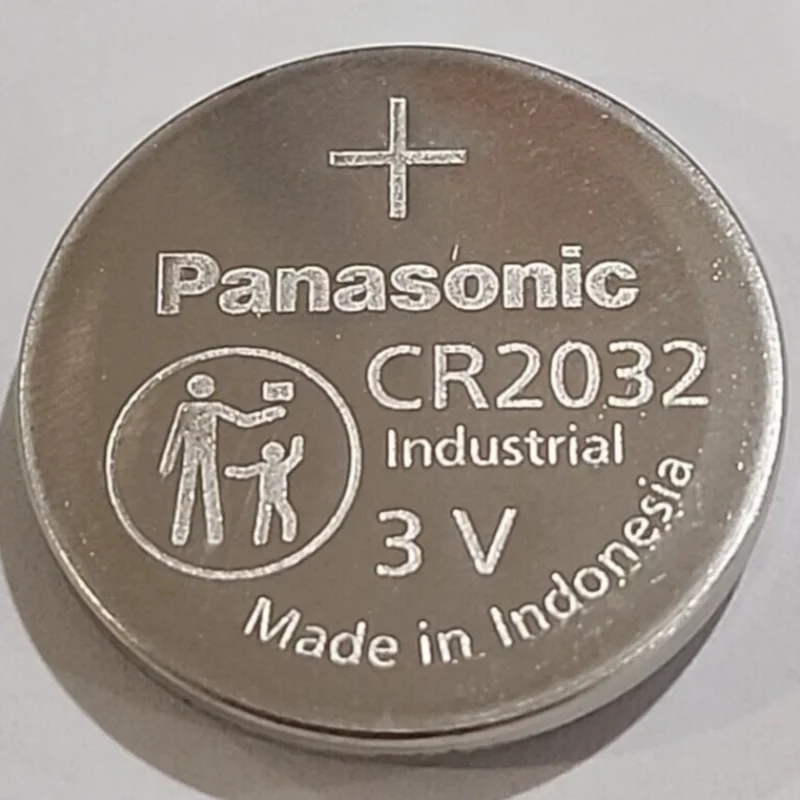 +
Panasonic
CR2032
Industrial
3 V
Made in Indonesia